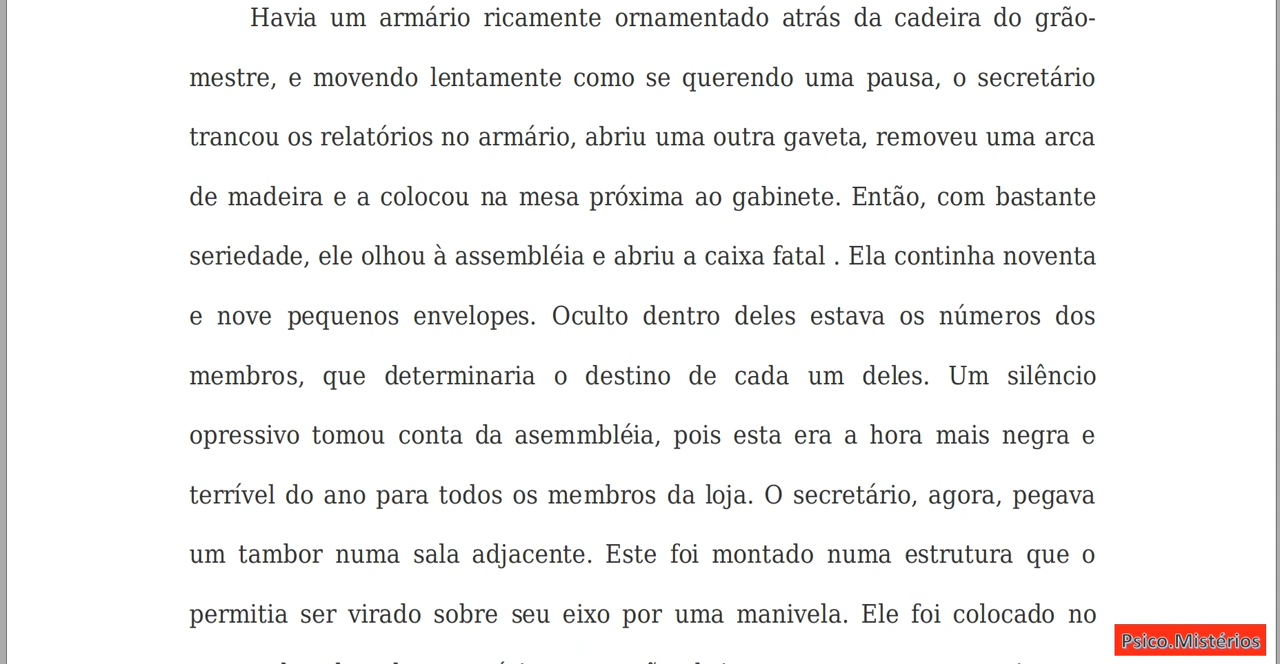 Havia um armário ricamente ornamentado atrás da cadeira do grão-
mestre, e movendo lentamente como se querendo uma pausa, o secretário
trancou os relatórios no armário, abriu uma outra gaveta, removeu uma arca
de madeira e a colocou na mesa próxima ao gabinete. Então, com bastante
seriedade, ele olhou à assembléia e abriu a caixa fatal . Ela continha noventa
e nove pequenos envelopes. Oculto dentro deles estava os números dos
membros, que determinaria o destino de cada um deles. Um silêncio
opressivo tomou conta da asemmbléia, pois esta era a hora mais negra e
terrível do ano para todos os membros da loja. O secretário, agora, pegava
um tambor numa sala adjacente. Este foi montado numa estrutura que o
permitia ser virado sobre seu eixo por uma manivela. Ele foi colocado no
Psico.Mistérios